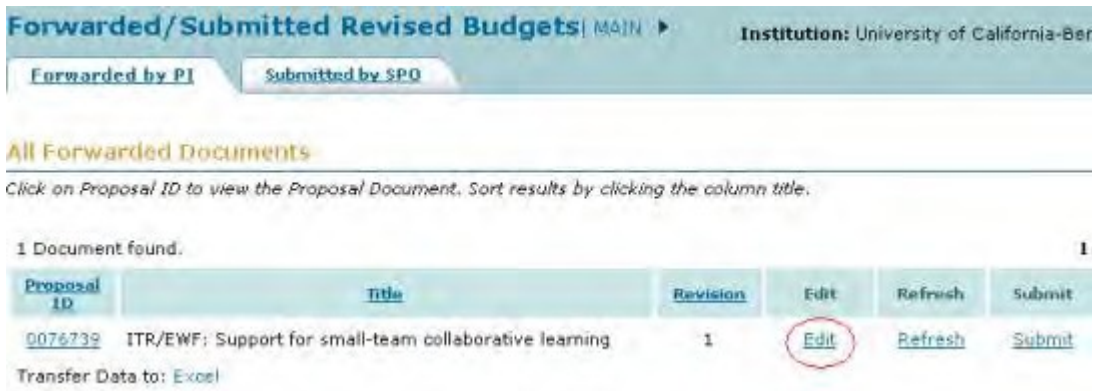 Forwarded/Submitted Revised Budgets| MAIN ▶ Institution: University of California-Ber
Forwarded by PI Submitted by SPO
All Forwarded Documents
Click on Proposal ID to view the Proposal Document. Sort results by clicking the column title.
1 Document found. 1
Proposal ID Title Revision Edit Refresh Submit
0076739 ITR/EWF: Support for small-team collaborative learning 1 Edit Refresh Submit
Transfer Data to: Excel